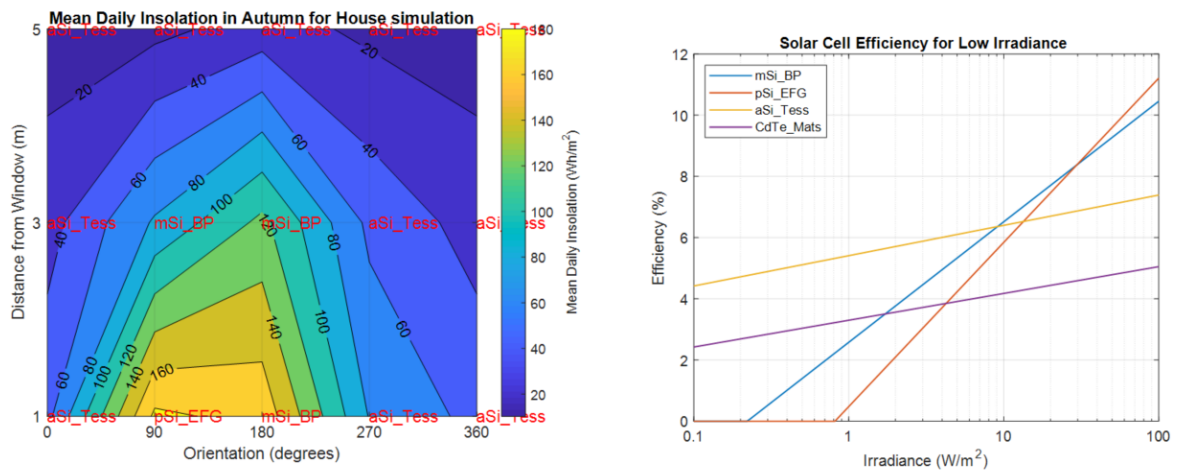 Mean Daily Insolation in Autumn for House simulation
5
aSi_Tess aSi_Tess aSi_Tess aSi_Tess aSi_Tess
20 20
40
60 60
40
80
100
3
aSi_Tess mSi_BP mSi_BP aSi_Tess aSi_Tess
40 120 80
140 100 60
60 80 100 120 140 160
1
aSi_Tess pSi_EFG mSi_BP aSi_Tess aSi_Tess
0 90 180 270 360
Orientation (degrees)
Distance from Window (m)
180
160
140
120
100
80
60
40
20
Mean Daily Insolation (Wh/m²)
Solar Cell Efficiency for Low Irradiance
mSi_BP
pSi_EFG
aSi_Tess
CdTe_Mats
12
10
8
6
4
2
0
0.1 1 10 100
Irradiance (W/m²)
Efficiency (%)